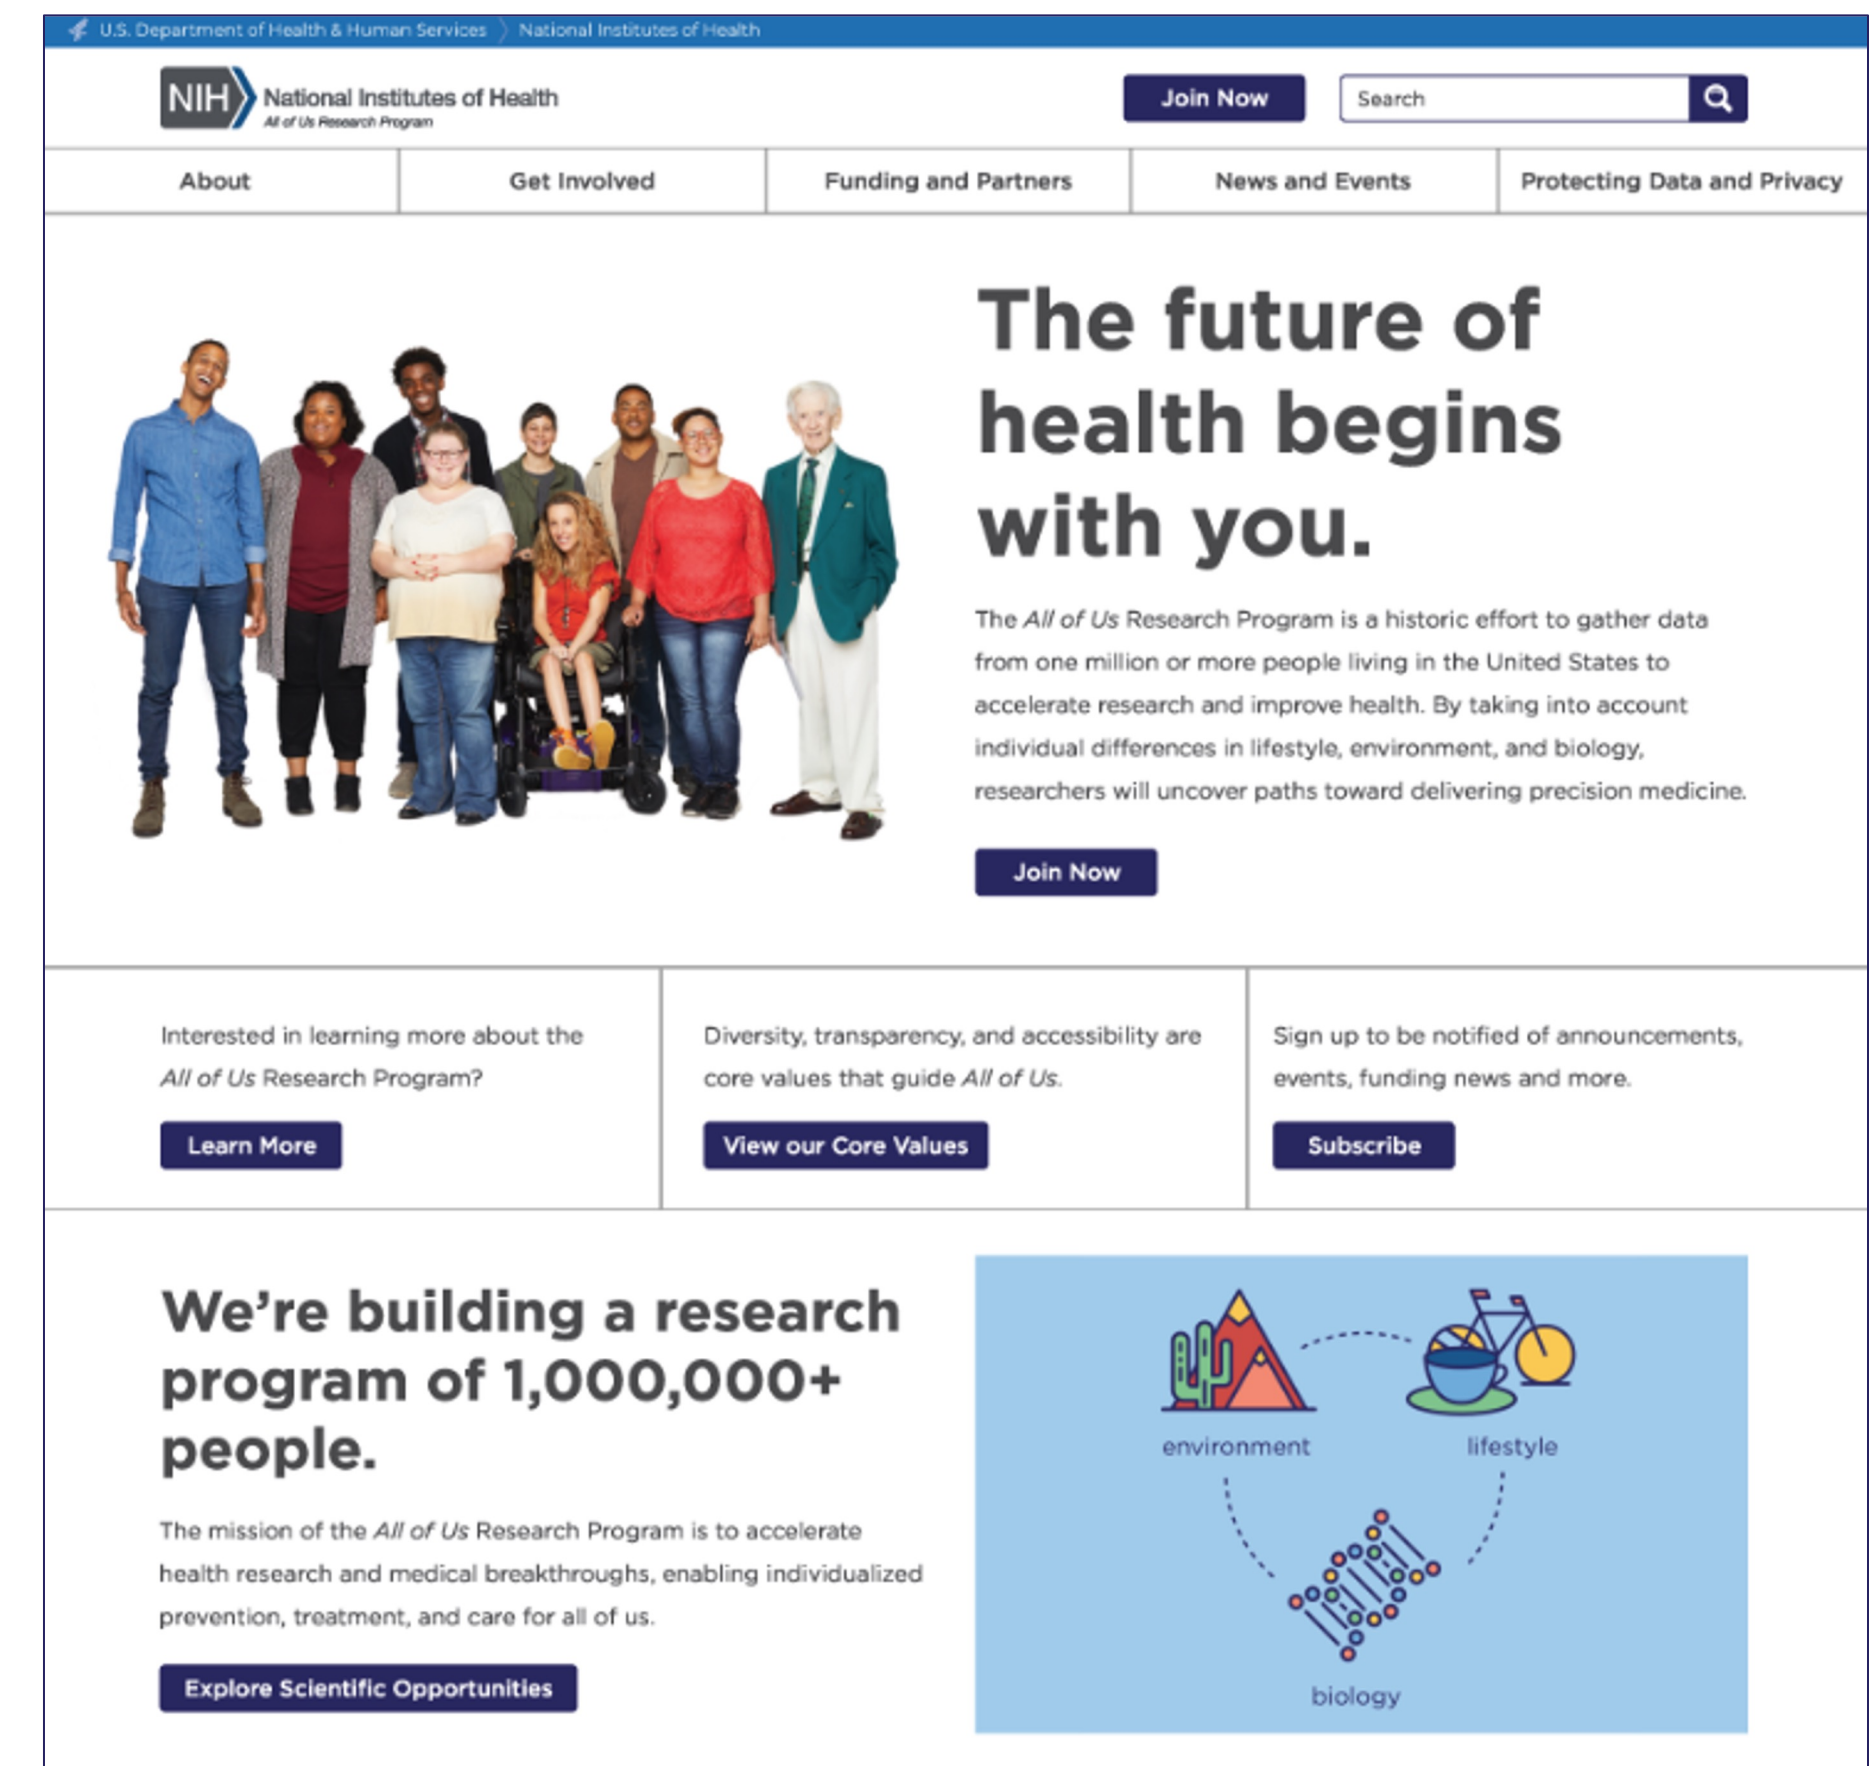 U.S. Department of Health & Human Services 〉 National Institutes of Health
NIH National Institutes of Health
All of Us Research Program
Join Now
Search
About
Get Involved
Funding and Partners
News and Events
Protecting Data and Privacy
The future of
health begins
with you.
The All of Us Research Program is a historic effort to gather data
from one million or more people living in the United States to
accelerate research and improve health. By taking into account
individual differences in lifestyle, environment, and biology,
researchers will uncover paths toward delivering precision medicine.
Join Now
Interested in learning more about the
All of Us Research Program?
Learn More
Diversity, transparency, and accessibility are
core values that guide All of Us.
View our Core Values
Sign up to be notified of announcements,
events, funding news and more.
Subscribe
We’re building a research
program of 1,000,000+
people.
The mission of the All of Us Research Program is to accelerate
health research and medical breakthroughs, enabling individualized
prevention, treatment, and care for all of us.
Explore Scientific Opportunities
environment
lifestyle
biology